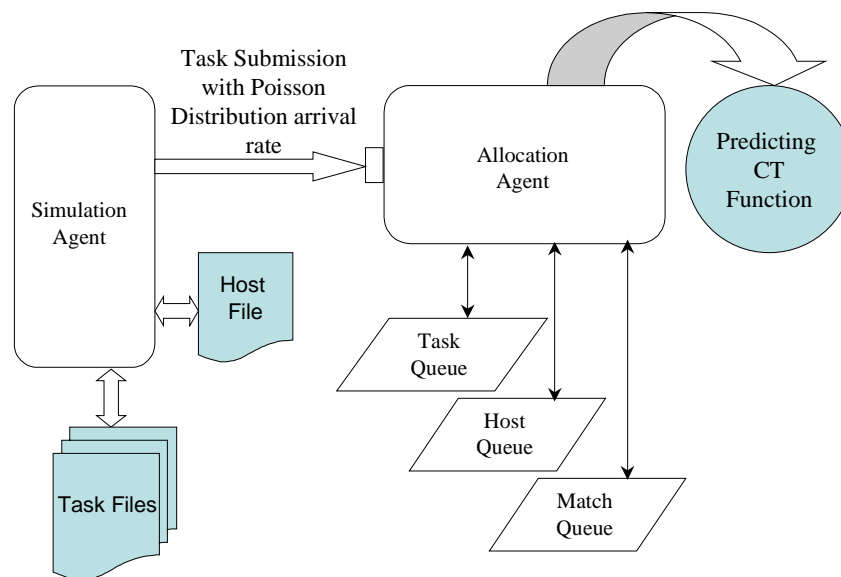 Task Submission
with Poisson
Distribution arrival
rate
Simulation
Agent
Allocation
Agent
Predicting
CT
Function
Host
File
Task Files
Task
Queue
Host
Queue
Match
Queue